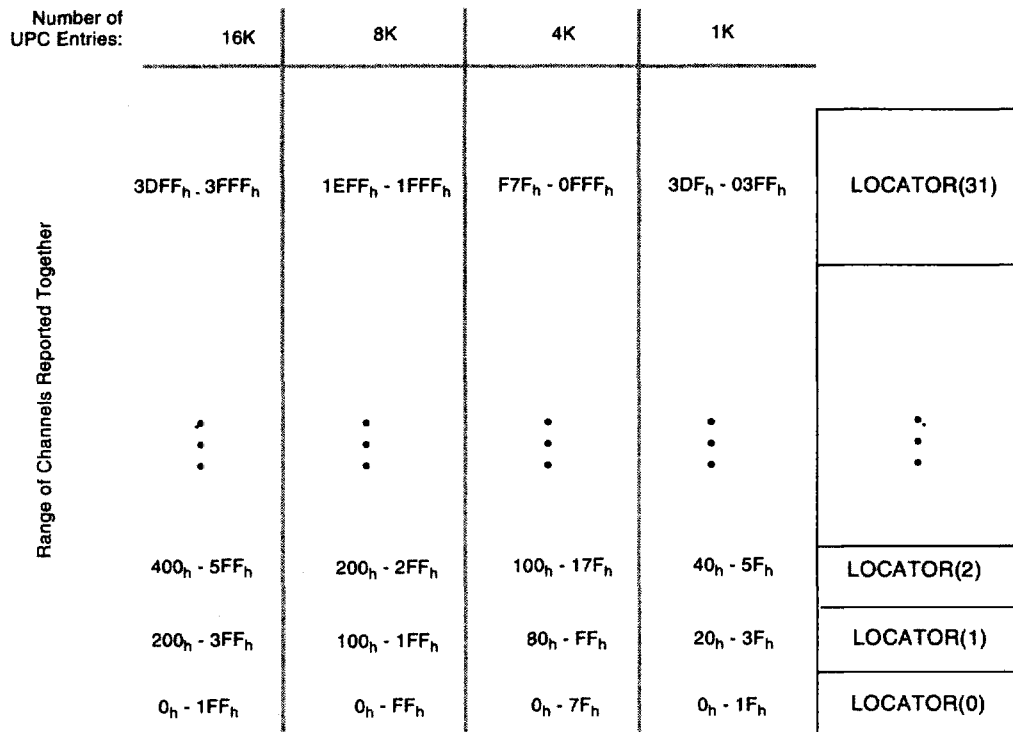 Number of
UPC Entries: 16K 8K 4K 1K
3DFFh - 3FFFh 1EFFh - 1FFFh F7Fh - 0FFFh 3DFh - 03FFh LOCATOR(31)
Range of Channels Reported Together
400h - 5FFh 200h - 2FFh 100h - 17Fh 40h - 5Fh LOCATOR(2)
200h - 3FFh 100h - 1FFh 80h - FFh 20h - 3Fh LOCATOR(1)
0h - 1FFh 0h - FFh 0h - 7Fh 0h - 1Fh LOCATOR(0)